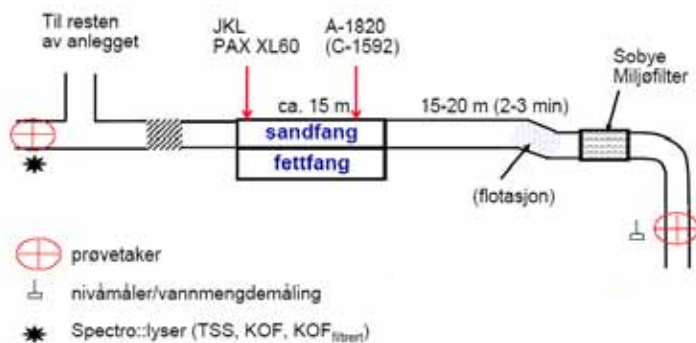 Til resten
av anlegget
JKL
PAX XL60
A-1820
(C-1592)
Sobye
Miljøfilter
ca. 15 m
15-20 m (2-3 min)
sandfang
fettfang
(flotasjon)
prøvetaker
nivåmåler/vannmengdemåling
Spectro::lyser (TSS, KOF, KOFfiltrert)